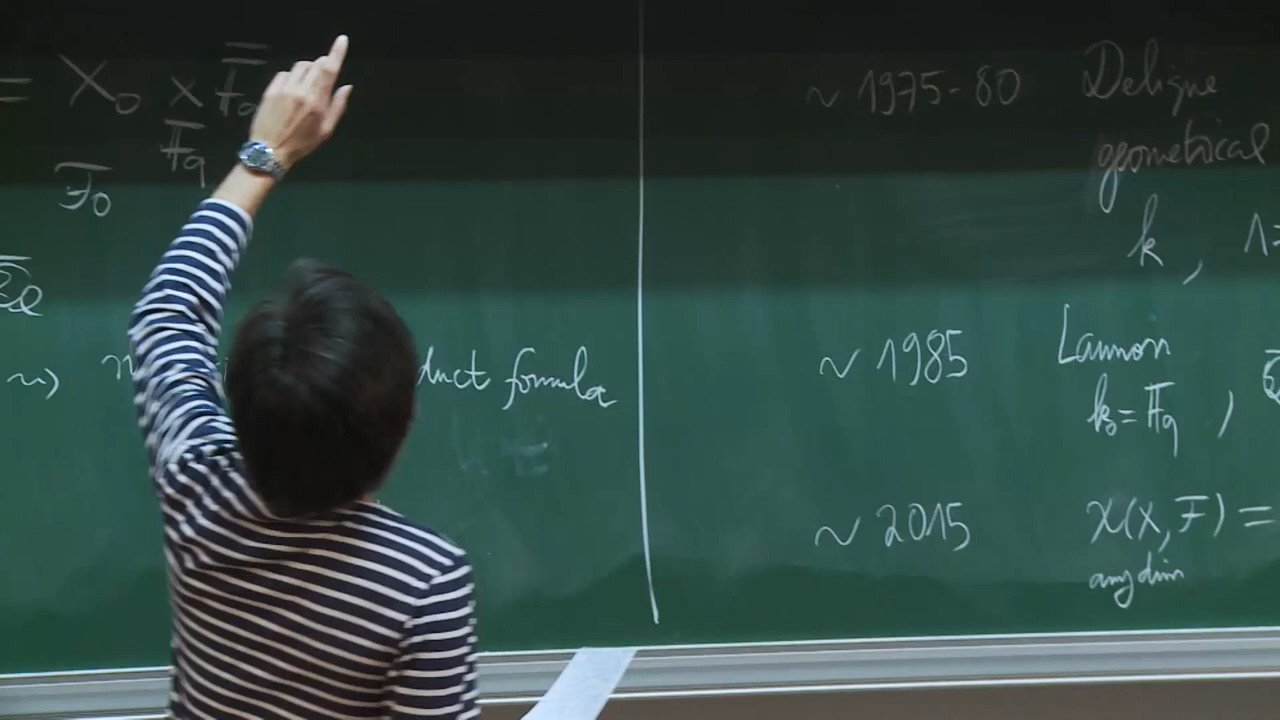 = X₀ × F̄q
Fq
F₀
~ 1975-80 Deligne
geometrical
k , Λ=
~ 1985 Laumon
k₀ = Fq ,
duct formula
~ 2015 χ(X, F) =
any dim